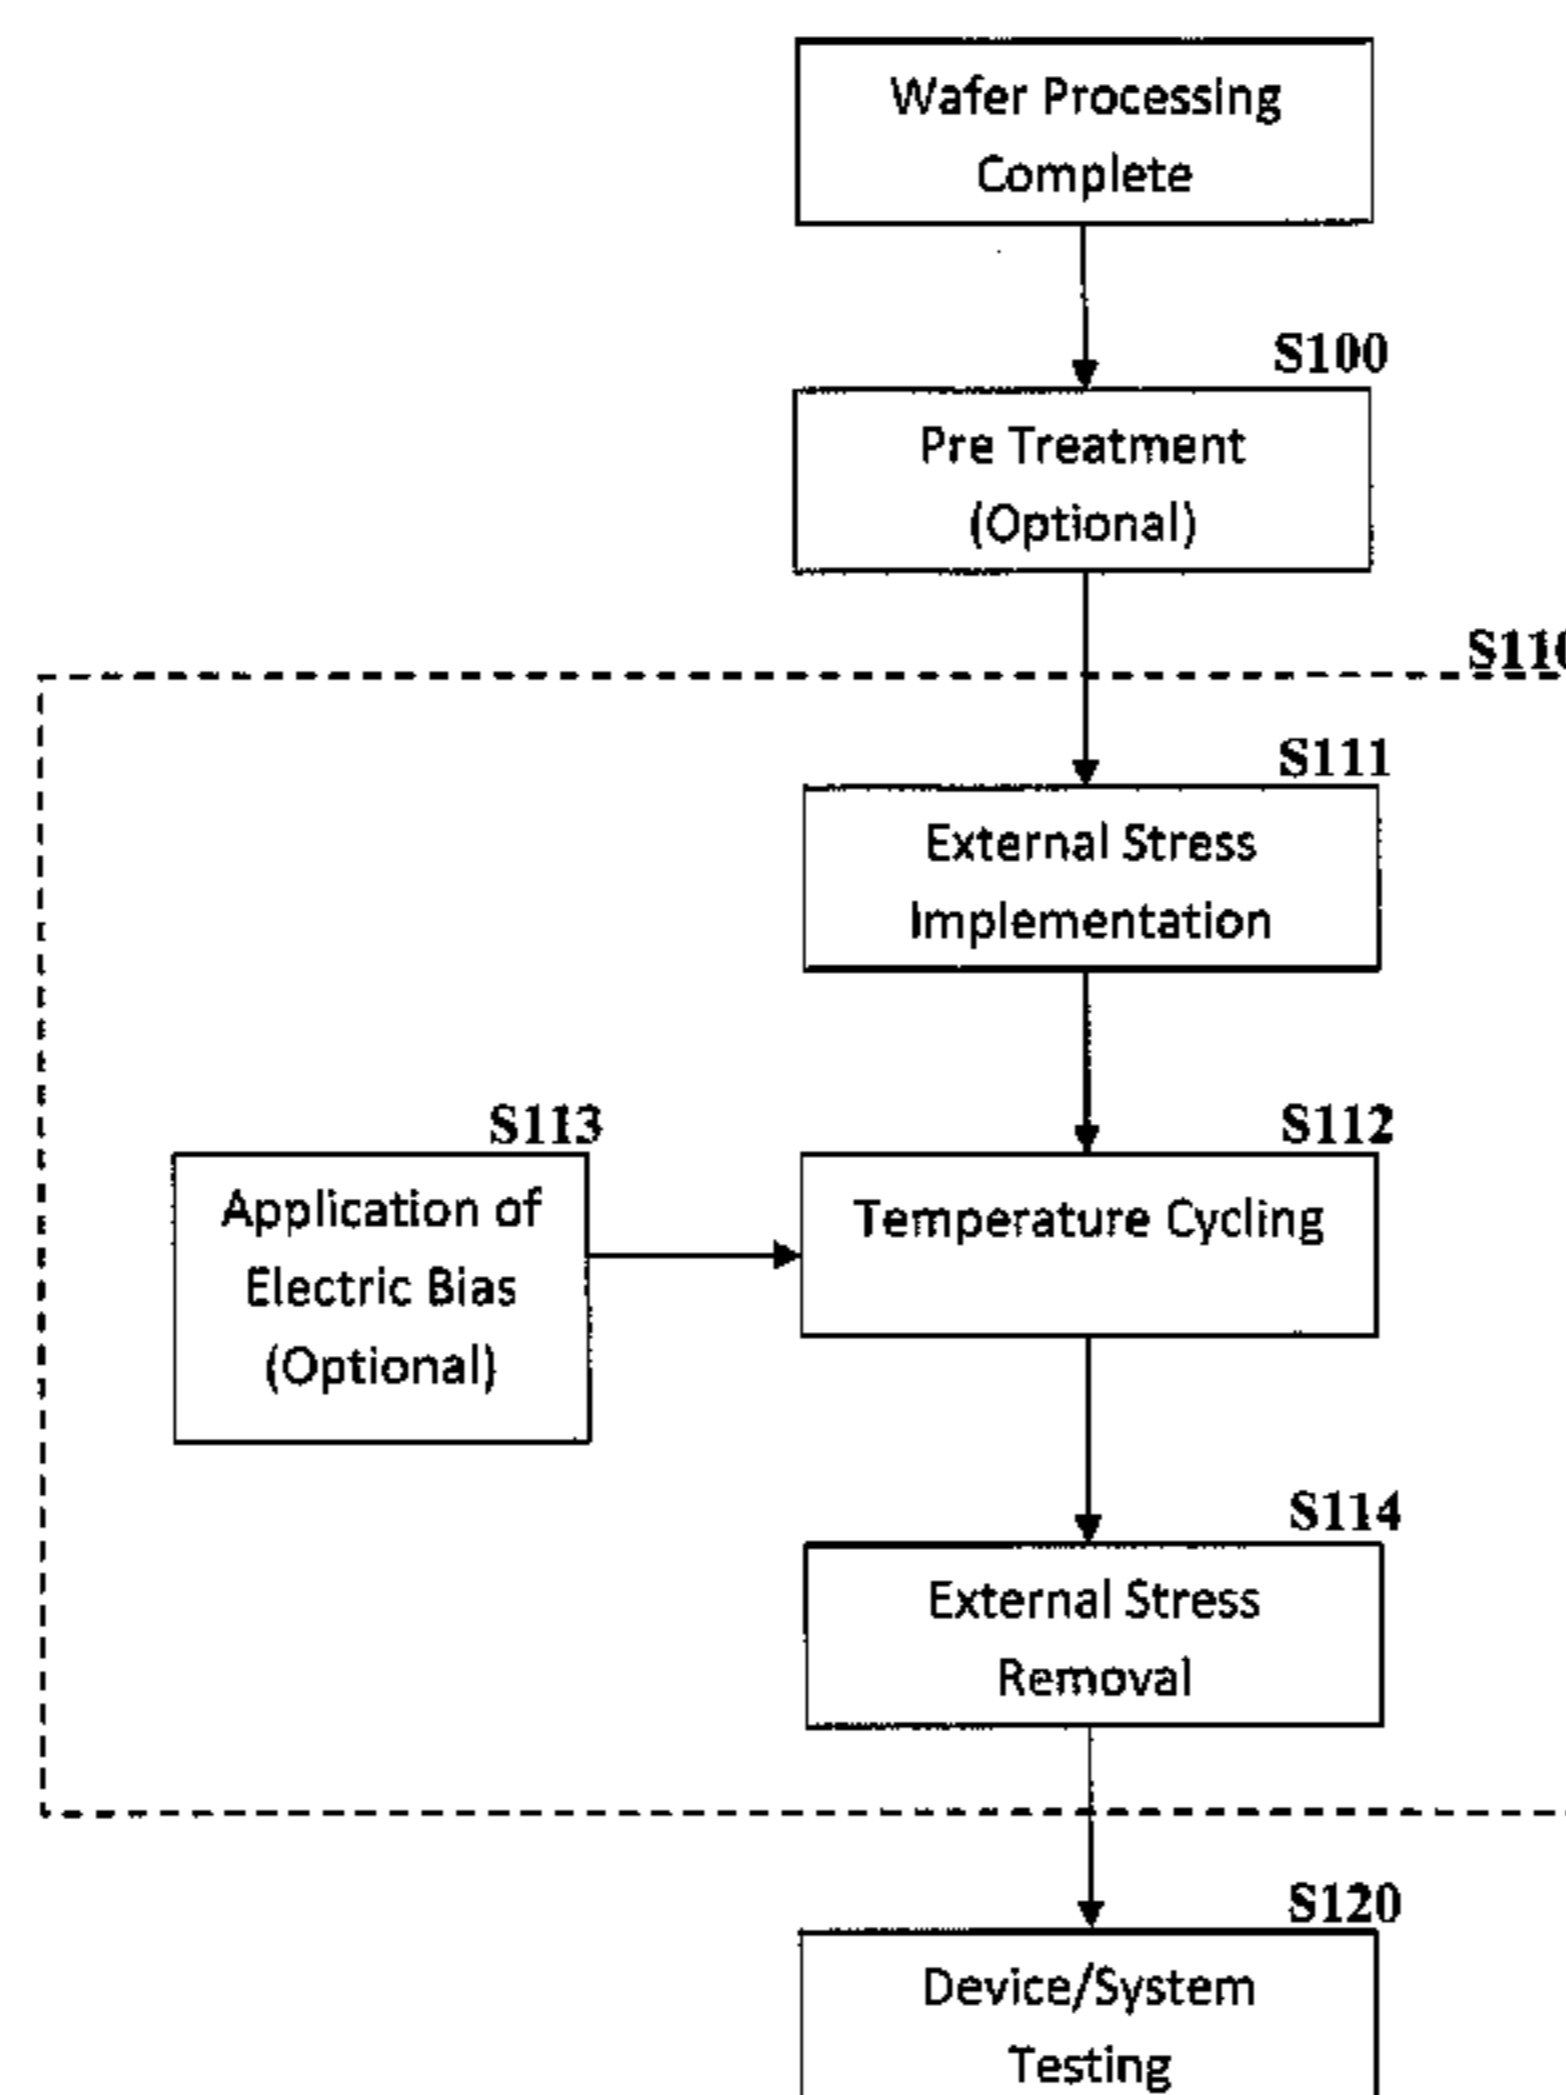 Wafer Processing
Complete
S100
Pre Treatment
(Optional)
S110
S111
External Stress
Implementation
S113
S112
Application of
Electric Bias
(Optional)
Temperature Cycling
S114
External Stress
Removal
S120
Device/System
Testing